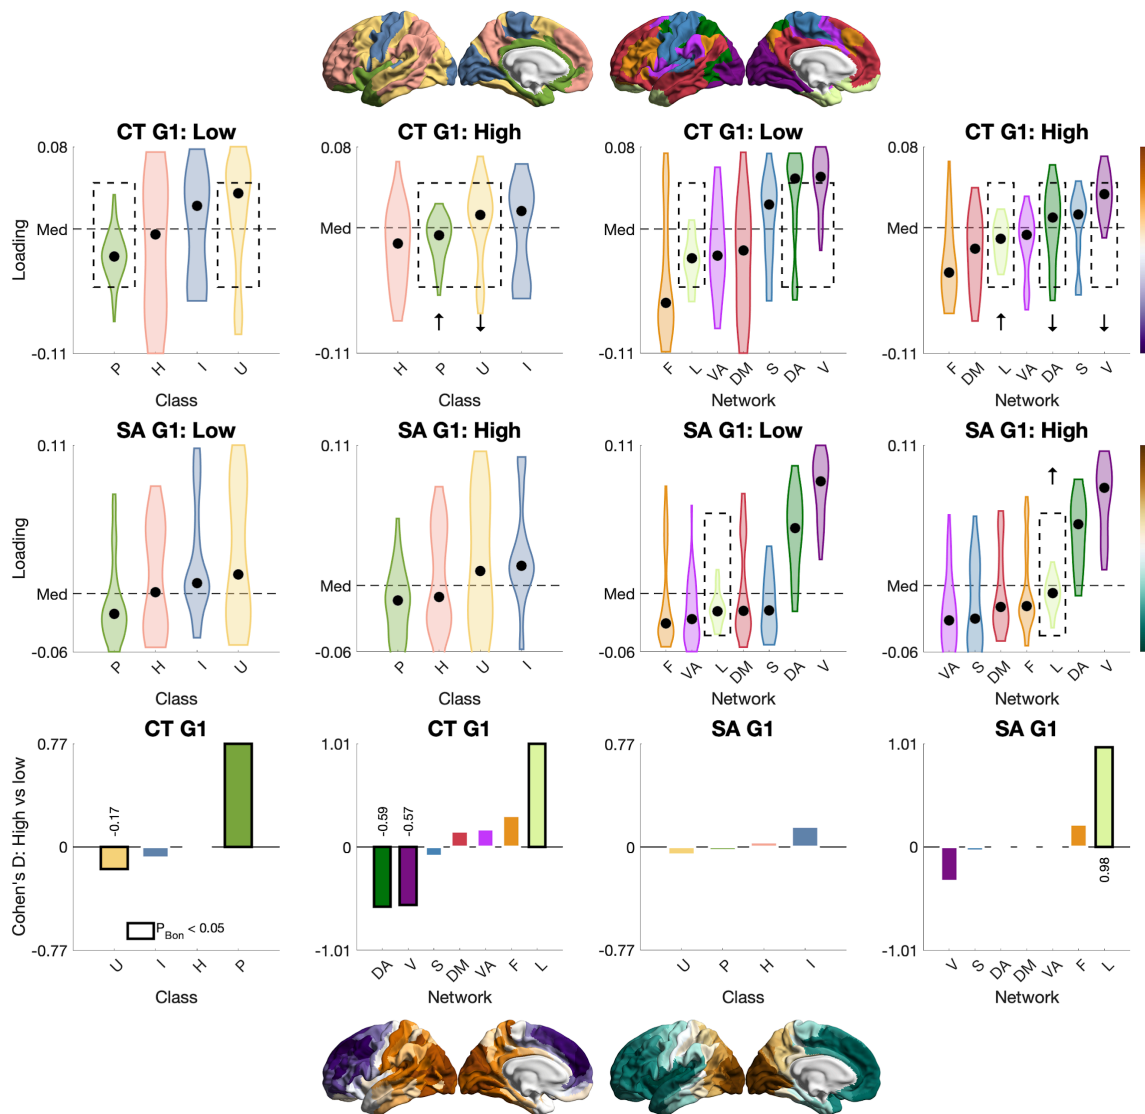 CT G1: Low
CT G1: High
CT G1: Low
CT G1: High
0.08
Med
-0.11
Loading
P H I U
Class
0.08
Med
-0.11
H P U I
↑ ↓
Class
0.08
Med
-0.11
F L VA DM S DA V
Network
0.08
Med
-0.11
F DM L VA DA S V
↑ ↓ ↓
Network
SA G1: Low
SA G1: High
SA G1: Low
SA G1: High
0.11
Med
-0.06
Loading
P H I U
Class
0.11
Med
-0.06
P H U I
Class
0.11
Med
-0.06
F VA L DM S DA V
Network
0.11
Med
-0.06
↑
VA S DM F L DA V
Network
CT G1
CT G1
SA G1
SA G1
Cohen's D: High vs low
0.77
0
-0.77
-0.17
P_Bon < 0.05
U I H P
Class
1.01
0
-1.01
-0.59
-0.57
DA V S DM VA F L
Network
0.77
0
-0.77
U P H I
Class
1.01
0
-1.01
0.98
V S DA DM VA F L
Network